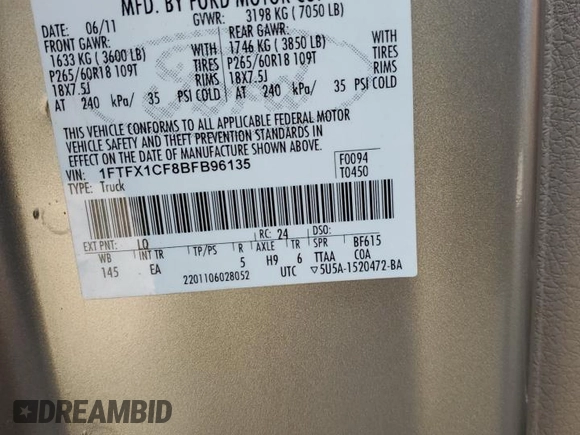 MFD. BY FORD MOTOR CO.
DATE: 06/11 GVWR: 3198 KG (7050 LB)
FRONT GAWR: REAR GAWR:
1633 KG (3600 LB) WITH 1746 KG (3850 LB) WITH
P265/60R18 109T TIRES P265/60R18 109T TIRES
18X7.5J RIMS 18X7.5J RIMS
AT 240 kPa/ 35 PSI COLD AT 240 kPa/ 35 PSI COLD
THIS VEHICLE CONFORMS TO ALL APPLICABLE FEDERAL MOTOR
VEHICLE SAFETY AND THEFT PREVENTION STANDARDS IN
EFFECT ON THE DATE OF MANUFACTURE SHOWN ABOVE.
VIN: 1FTFX1CF8BFB96135 F0094
TYPE: Truck T0450
EXT PNT: LQ RC: 24 DSO:
WB INT TR TP/PS R AXLE TR SPR BF615
145 EA 5 H9 6 TTAA COA
2201106028052 UTC ▽5U5A-1520472-BA
DREAMBID